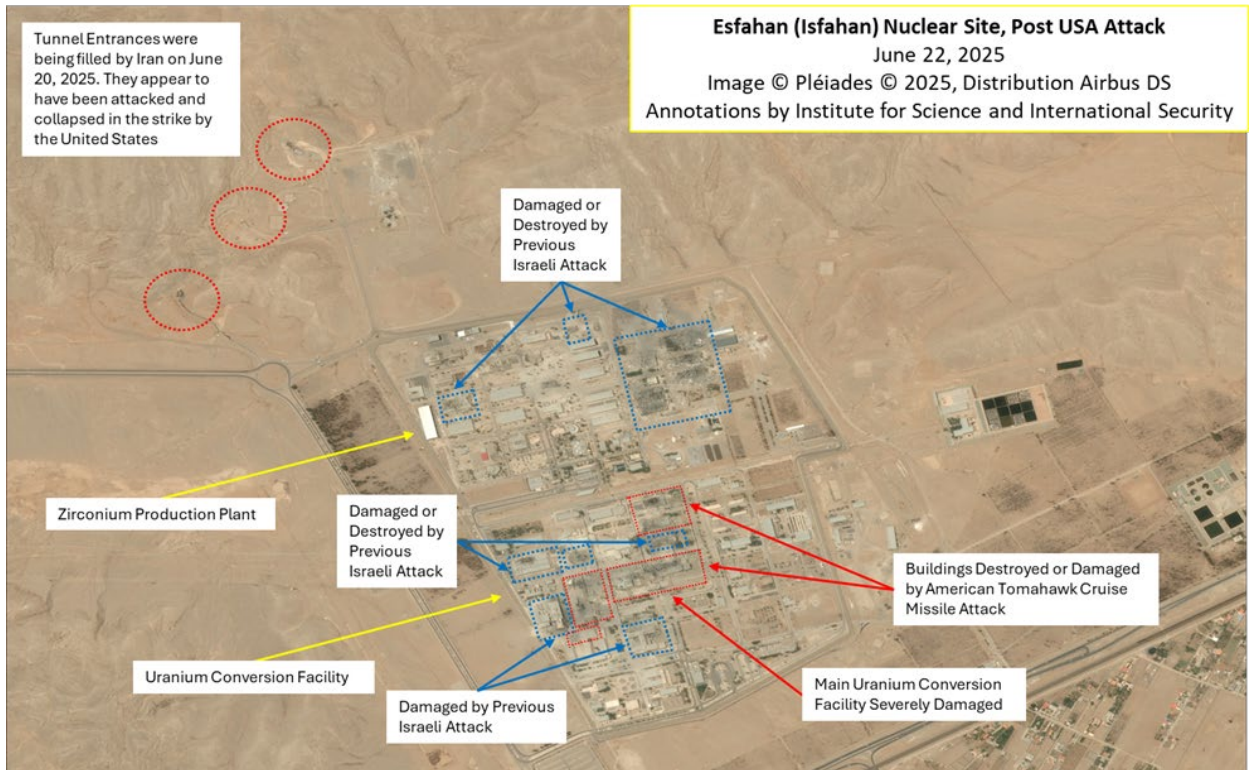 Tunnel Entrances were
being filled by Iran on June
20, 2025. They appear to
have been attacked and
collapsed in the strike by
the United States
Esfahan (Isfahan) Nuclear Site, Post USA Attack
June 22, 2025
Image © Pléiades © 2025, Distribution Airbus DS
Annotations by Institute for Science and International Security
Damaged or
Destroyed by
Previous
Israeli Attack
Zirconium Production Plant
Damaged or
Destroyed by
Previous
Israeli Attack
Buildings Destroyed or Damaged
by American Tomahawk Cruise
Missile Attack
Uranium Conversion Facility
Damaged by Previous
Israeli Attack
Main Uranium Conversion
Facility Severely Damaged